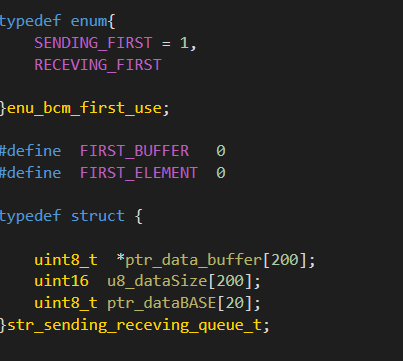 typedef enum{
SENDING_FIRST = 1,
RECEVING_FIRST
}enu_bcm_first_use;
#define FIRST_BUFFER 0
#define FIRST_ELEMENT 0
typedef struct {
uint8_t *ptr_data_buffer[200];
uint16 u8_dataSize[200];
uint8_t ptr_dataBASE[20];
}str_sending_receving_queue_t;